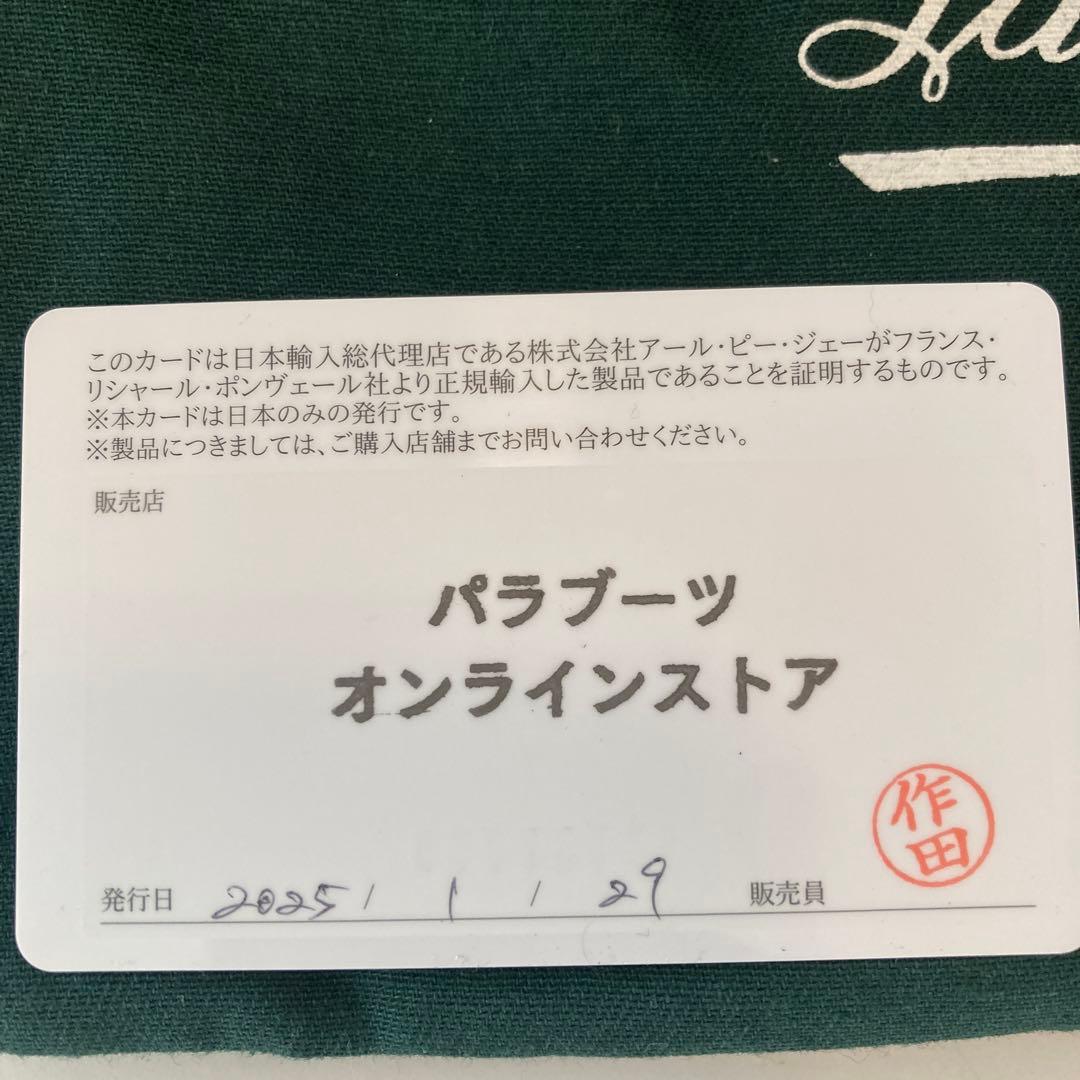 このカードは日本輸入総代理店である株式会社アール・ピー・ジェーがフランス・
リシャール・ポンヴェール社より正規輸入した製品であることを証明するものです。
※本カードは日本のみの発行です。
※製品につきましては、ご購入店舗までお問い合わせください。
販売店
パラブーツ
オンラインストア
作田
発行日 2025 / 1 / 29 販売員